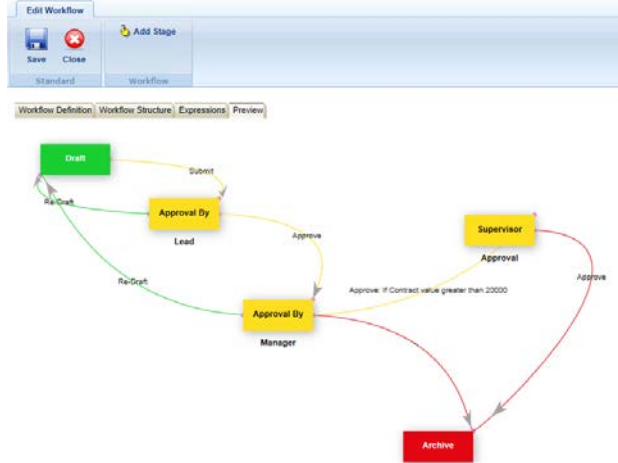 Edit Workflow
Add Stage
Save Close
Standard Workflow
Workflow Definition Workflow Structure Expressions Preview
Draft
Submit
Re-Draft
Approval By
Lead
Approve
Supervisor
Approval
Re-Draft
Approve
Approve: If Contract value greater than 20000
Approval By
Manager
Archive